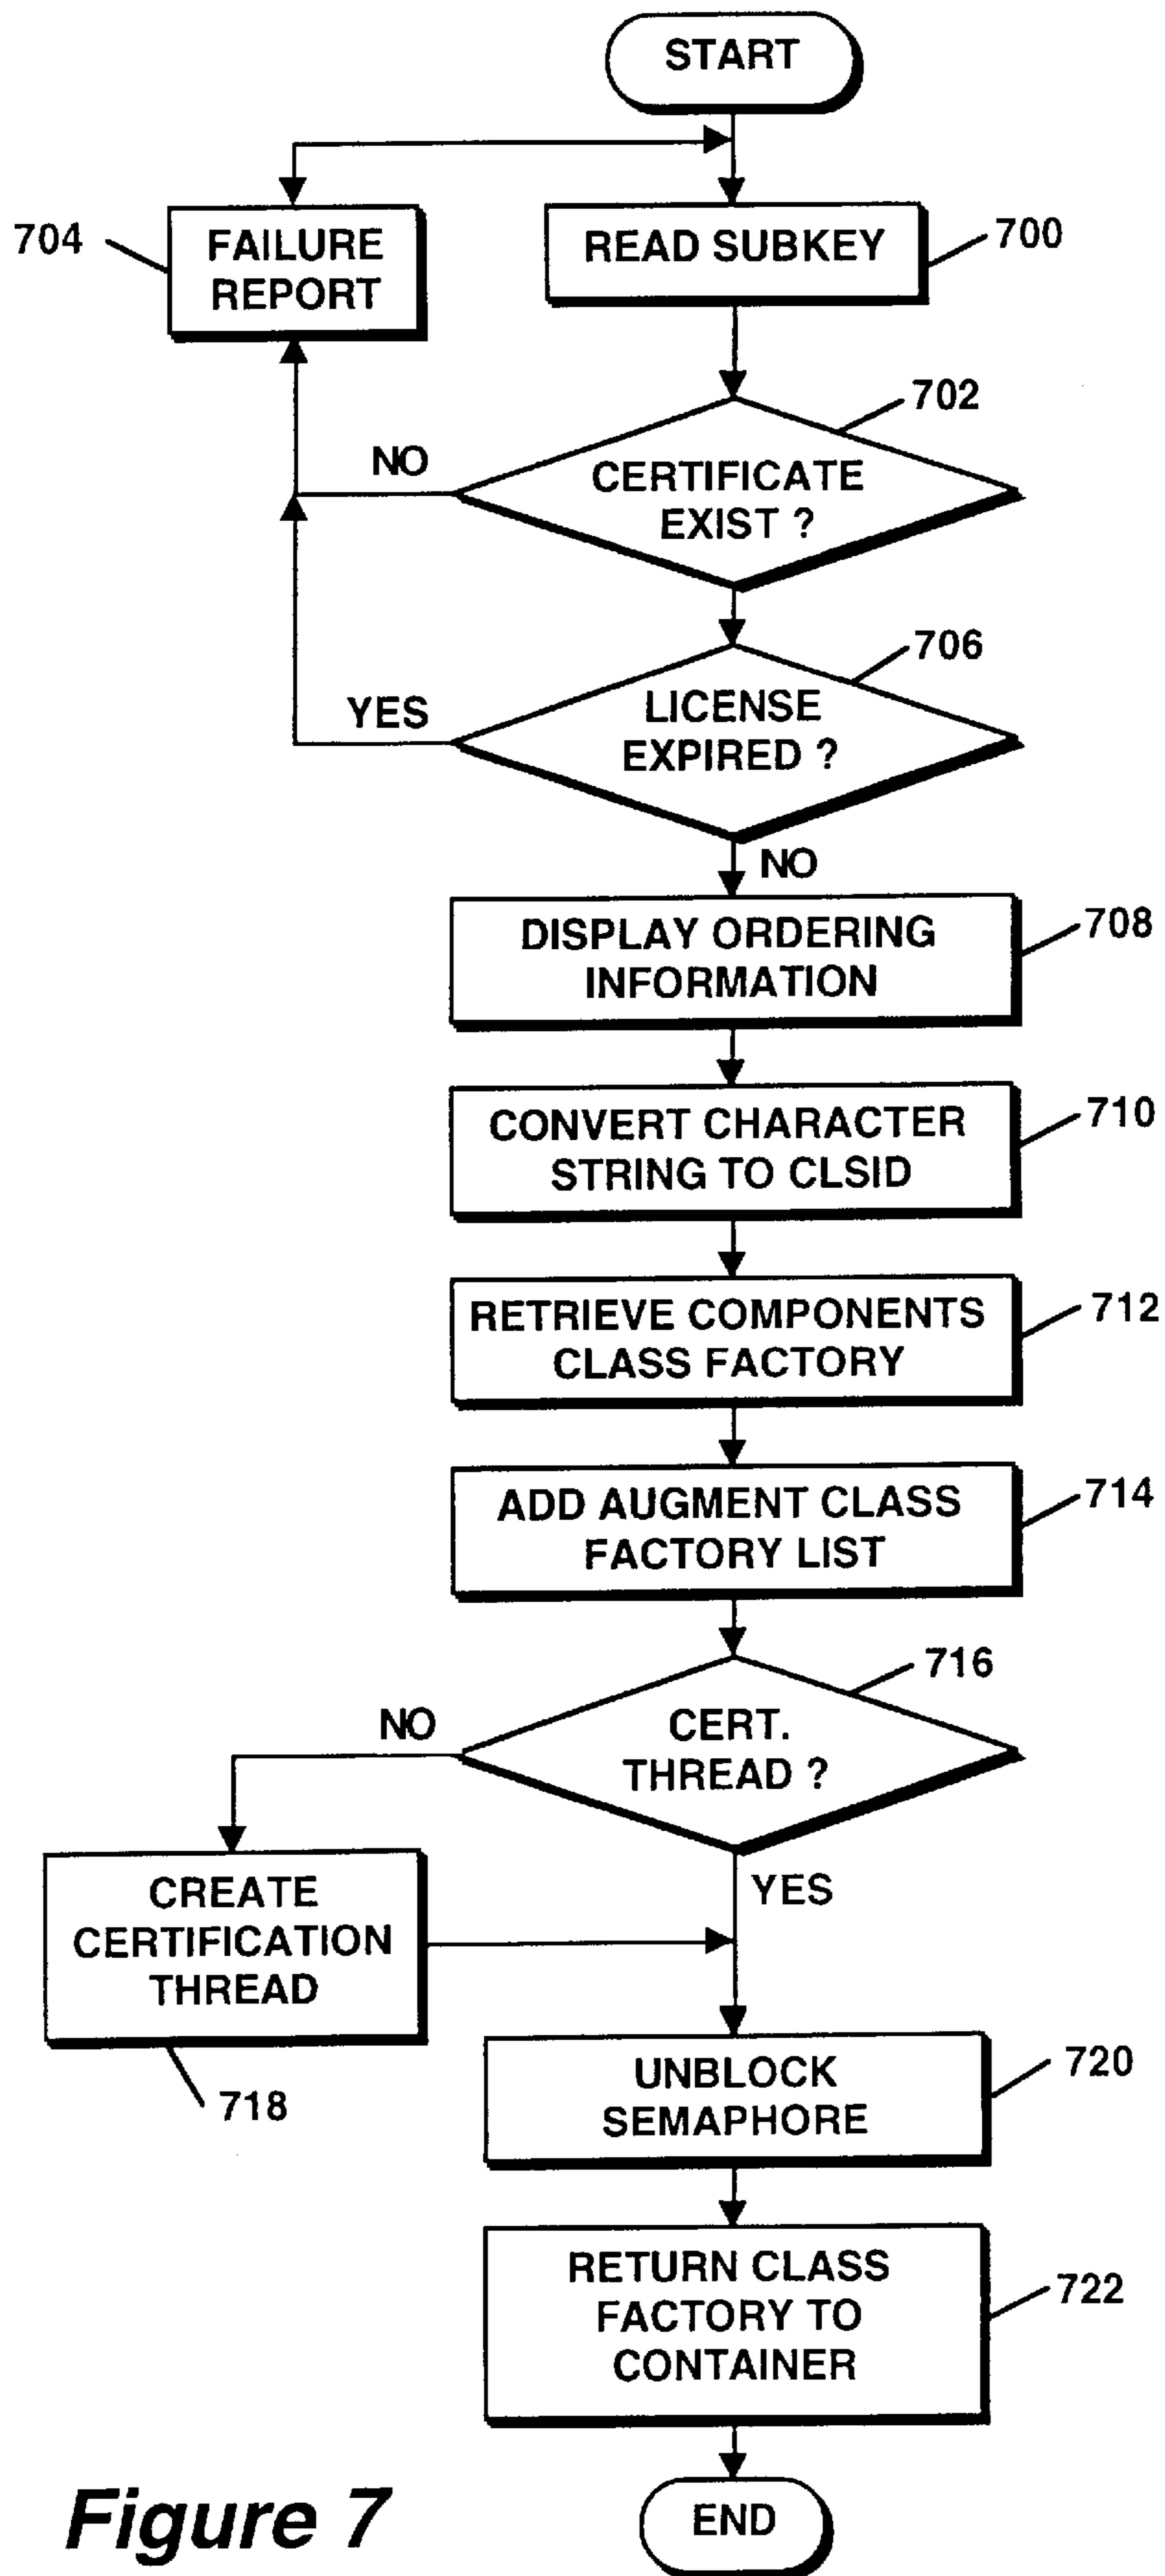 START
704
FAILURE
REPORT
READ SUBKEY
700
702
NO
CERTIFICATE
EXIST ?
706
YES
LICENSE
EXPIRED ?
NO
DISPLAY ORDERING
INFORMATION
708
CONVERT CHARACTER
STRING TO CLSID
710
RETRIEVE COMPONENTS
CLASS FACTORY
712
ADD AUGMENT CLASS
FACTORY LIST
714
716
NO
CERT.
THREAD ?
YES
CREATE
CERTIFICATION
THREAD
718
UNBLOCK
SEMAPHORE
720
RETURN CLASS
FACTORY TO
CONTAINER
722
END
Figure 7